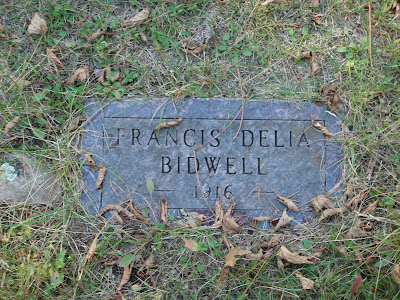 FRANCIS DELIA
BIDWELL
— 1916 —